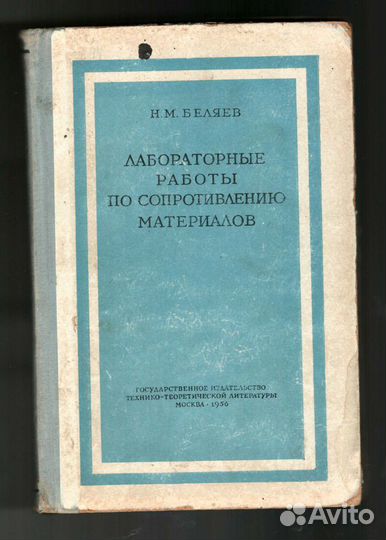 Н. М. БЕЛЯЕВ
ЛАБОРАТОРНЫЕ
РАБОТЫ
ПО СОПРОТИВЛЕНИЮ
МАТЕРИАЛОВ
ГОСУДАРСТВЕННОЕ ИЗДАТЕЛЬСТВО
ТЕХНИКО-ТЕОРЕТИЧЕСКОЙ ЛИТЕРАТУРЫ
МОСКВА · 1956
Avito